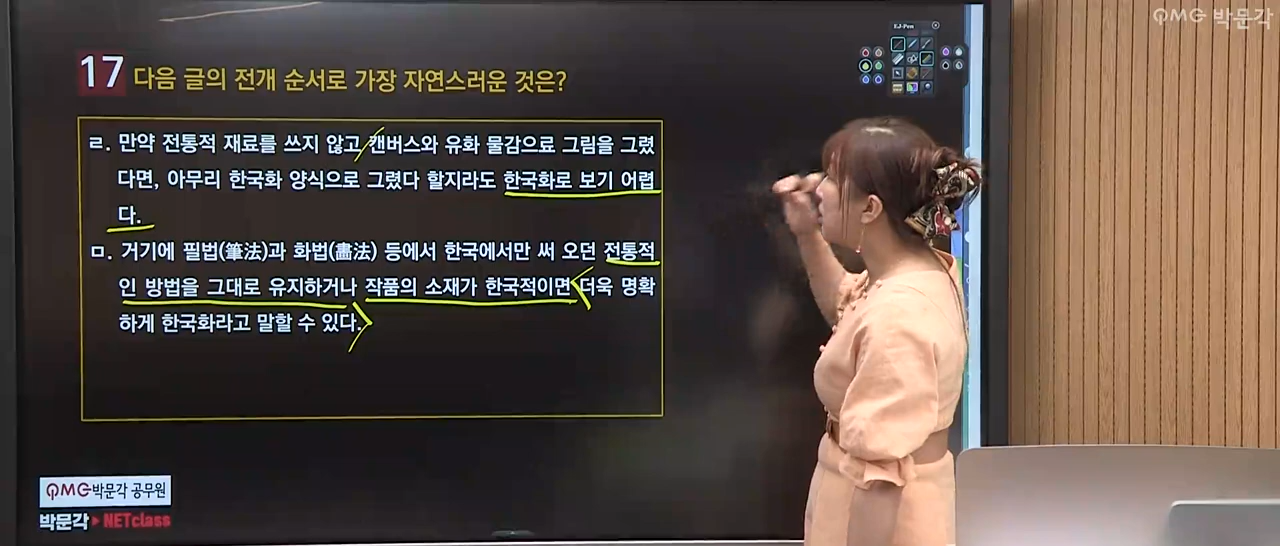 PMG 박문각
EJ-Pen
17 다음 글의 전개 순서로 가장 자연스러운 것은?
ㄹ. 만약 전통적 재료를 쓰지 않고 캔버스와 유화 물감으로 그림을 그렸
다면, 아무리 한국화 양식으로 그렸다 할지라도 한국화로 보기 어렵
다.
ㅁ. 거기에 필법(筆法)과 화법(畵法) 등에서 한국에서만 써 오던 전통적
인 방법을 그대로 유지하거나 작품의 소재가 한국적이면 더욱 명확
하게 한국화라고 말할 수 있다.
PMG 박문각 공무원
박문각 NETclass